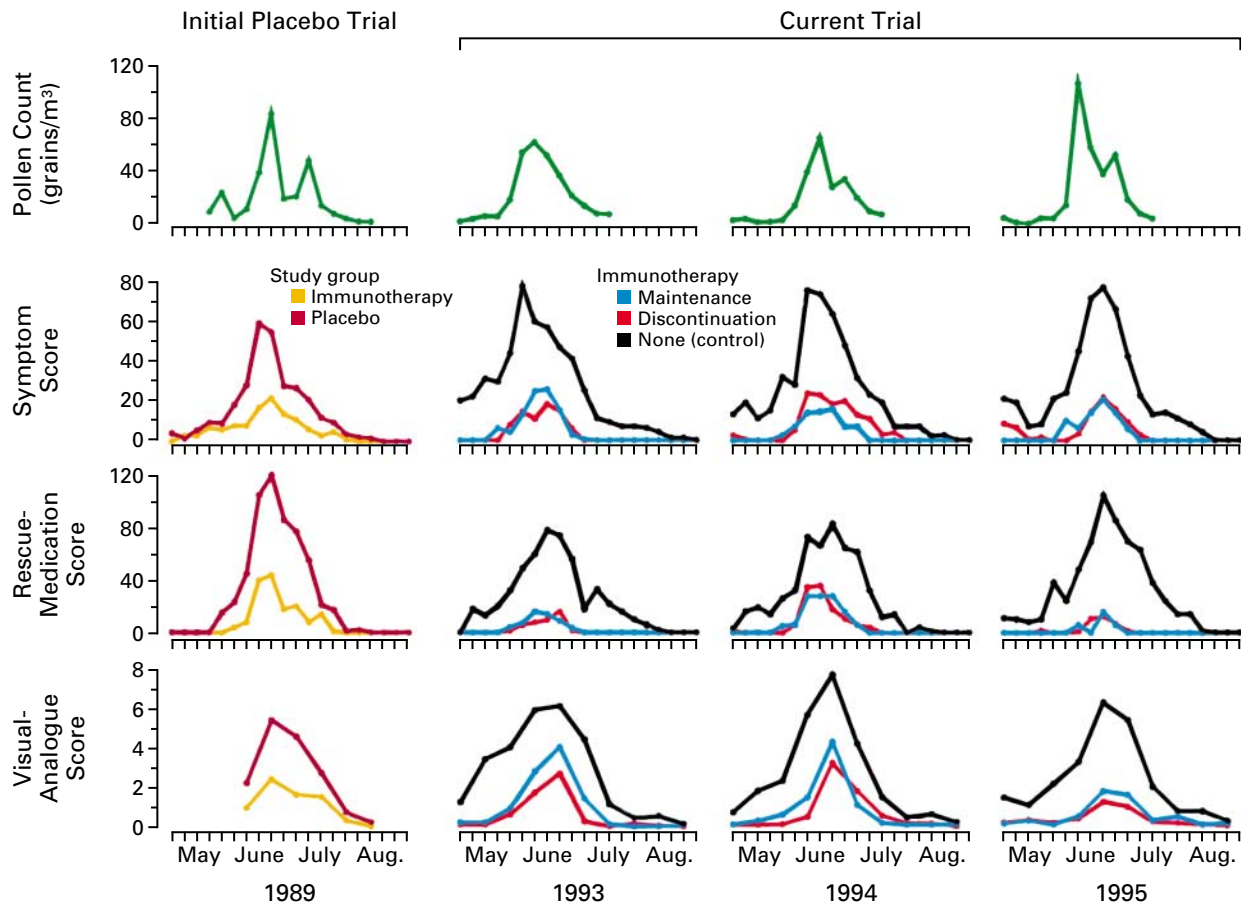 Initial Placebo Trial
Current Trial
Pollen Count
(grains/m³)
120
80
40
0
Symptom
Score
80
60
40
20
0
Study group
Immunotherapy
Placebo
Immunotherapy
Maintenance
Discontinuation
None (control)
Rescue-
Medication
Score
120
80
40
0
Visual-
Analogue
Score
8
6
4
2
0
May June July Aug.
May June July Aug.
May June July Aug.
May June July Aug.
1989
1993
1994
1995